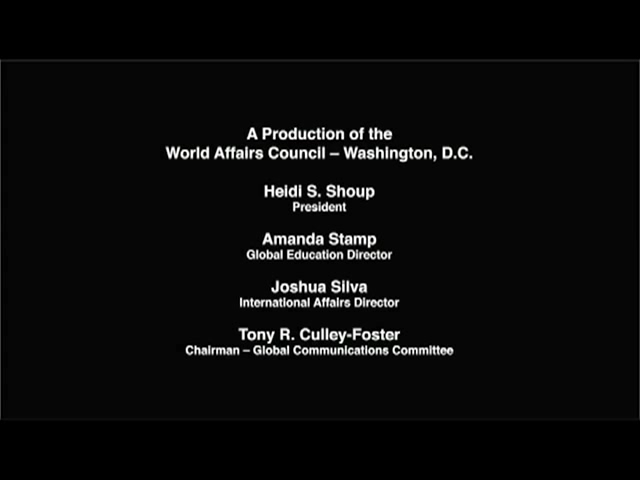 A Production of the
World Affairs Council – Washington, D.C.
Heidi S. Shoup
President
Amanda Stamp
Global Education Director
Joshua Silva
International Affairs Director
Tony R. Culley-Foster
Chairman – Global Communications Committee